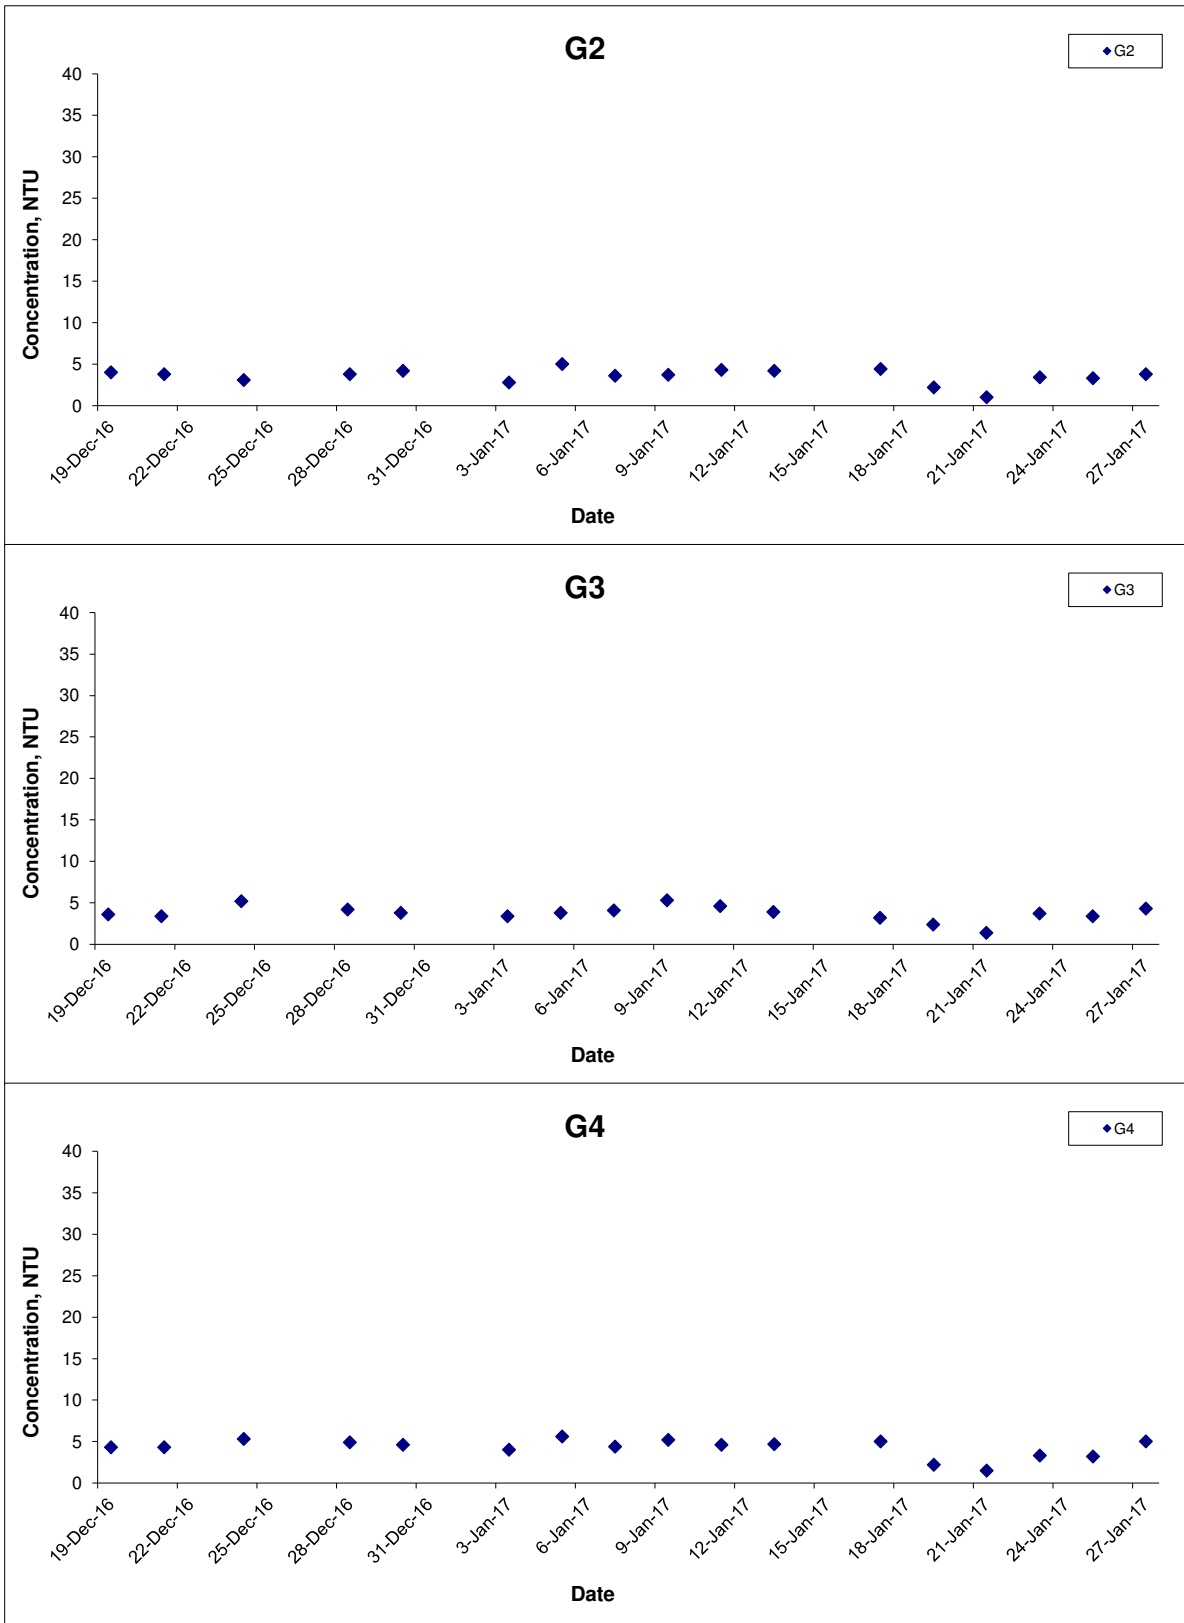 G2
G2
40
35
30
25
20
15
10
5
0
Concentration, NTU
19-Dec-16 22-Dec-16 25-Dec-16 28-Dec-16 31-Dec-16 3-Jan-17 6-Jan-17 9-Jan-17 12-Jan-17 15-Jan-17 18-Jan-17 21-Jan-17 24-Jan-17 27-Jan-17
Date
G3
G3
40
35
30
25
20
15
10
5
0
Concentration, NTU
19-Dec-16 22-Dec-16 25-Dec-16 28-Dec-16 31-Dec-16 3-Jan-17 6-Jan-17 9-Jan-17 12-Jan-17 15-Jan-17 18-Jan-17 21-Jan-17 24-Jan-17 27-Jan-17
Date
G4
G4
40
35
30
25
20
15
10
5
0
Concentration, NTU
19-Dec-16 22-Dec-16 25-Dec-16 28-Dec-16 31-Dec-16 3-Jan-17 6-Jan-17 9-Jan-17 12-Jan-17 15-Jan-17 18-Jan-17 21-Jan-17 24-Jan-17 27-Jan-17
Date